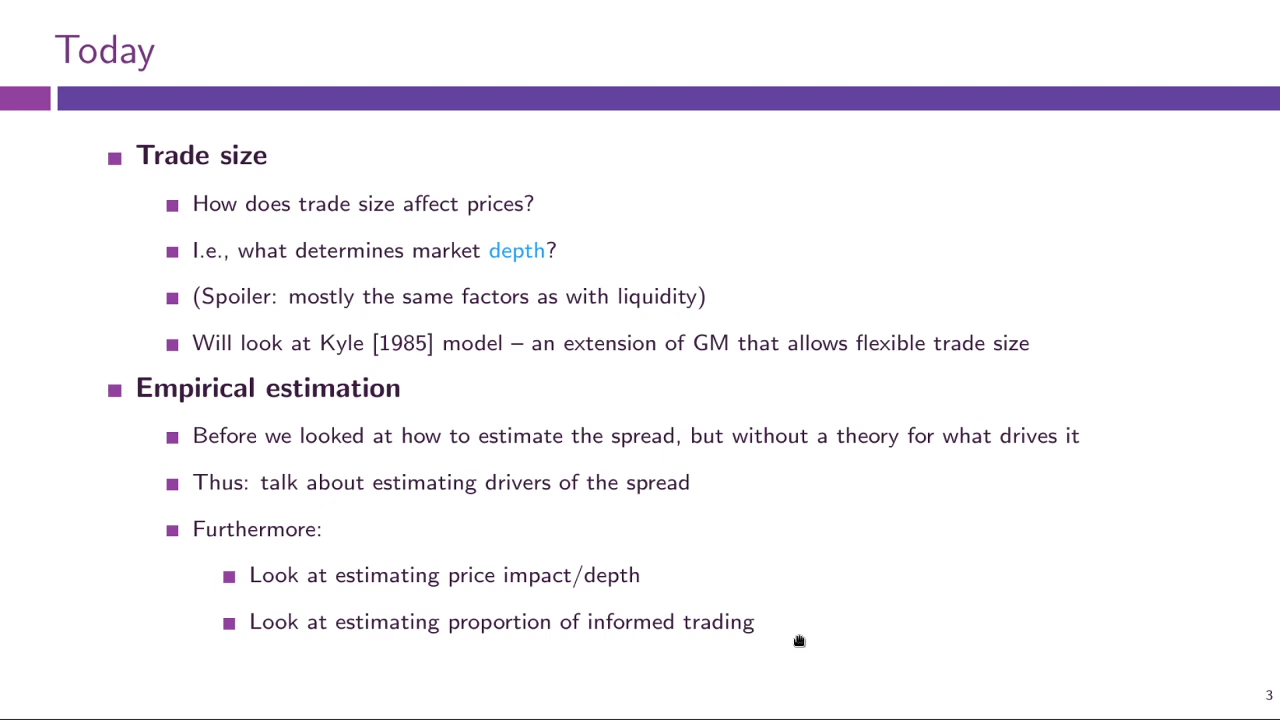 Today
Trade size
How does trade size affect prices?
I.e., what determines market depth?
(Spoiler: mostly the same factors as with liquidity)
Will look at Kyle [1985] model – an extension of GM that allows flexible trade size
Empirical estimation
Before we looked at how to estimate the spread, but without a theory for what drives it
Thus: talk about estimating drivers of the spread
Furthermore:
Look at estimating price impact/depth
Look at estimating proportion of informed trading
3